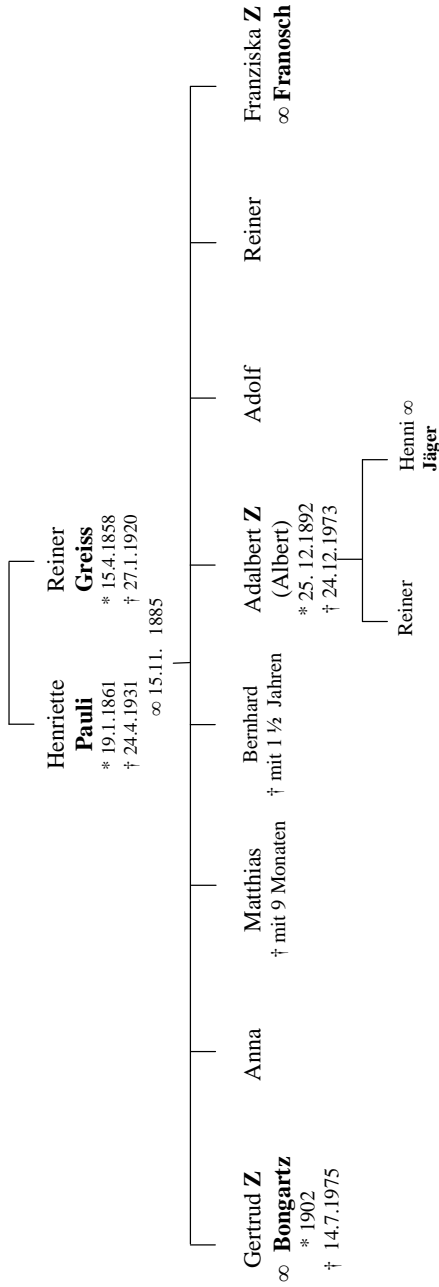 Henriette
Pauli
* 19.1.1861
† 24.4.1931
Reiner
Greiss
* 15.4.1858
† 27.1.1920
∞ 15.11. 1885
Gertrud Z
∞ Bongartz
* 1902
† 14.7.1975
Anna
Matthias
† mit 9 Monaten
Bernhard
† mit 1 ½ Jahren
Adalbert Z
(Albert)
* 25. 12.1892
† 24.12.1973
Adolf
Reiner
Franziska Z
∞ Franosch
Reiner
Henni ∞
Jäger